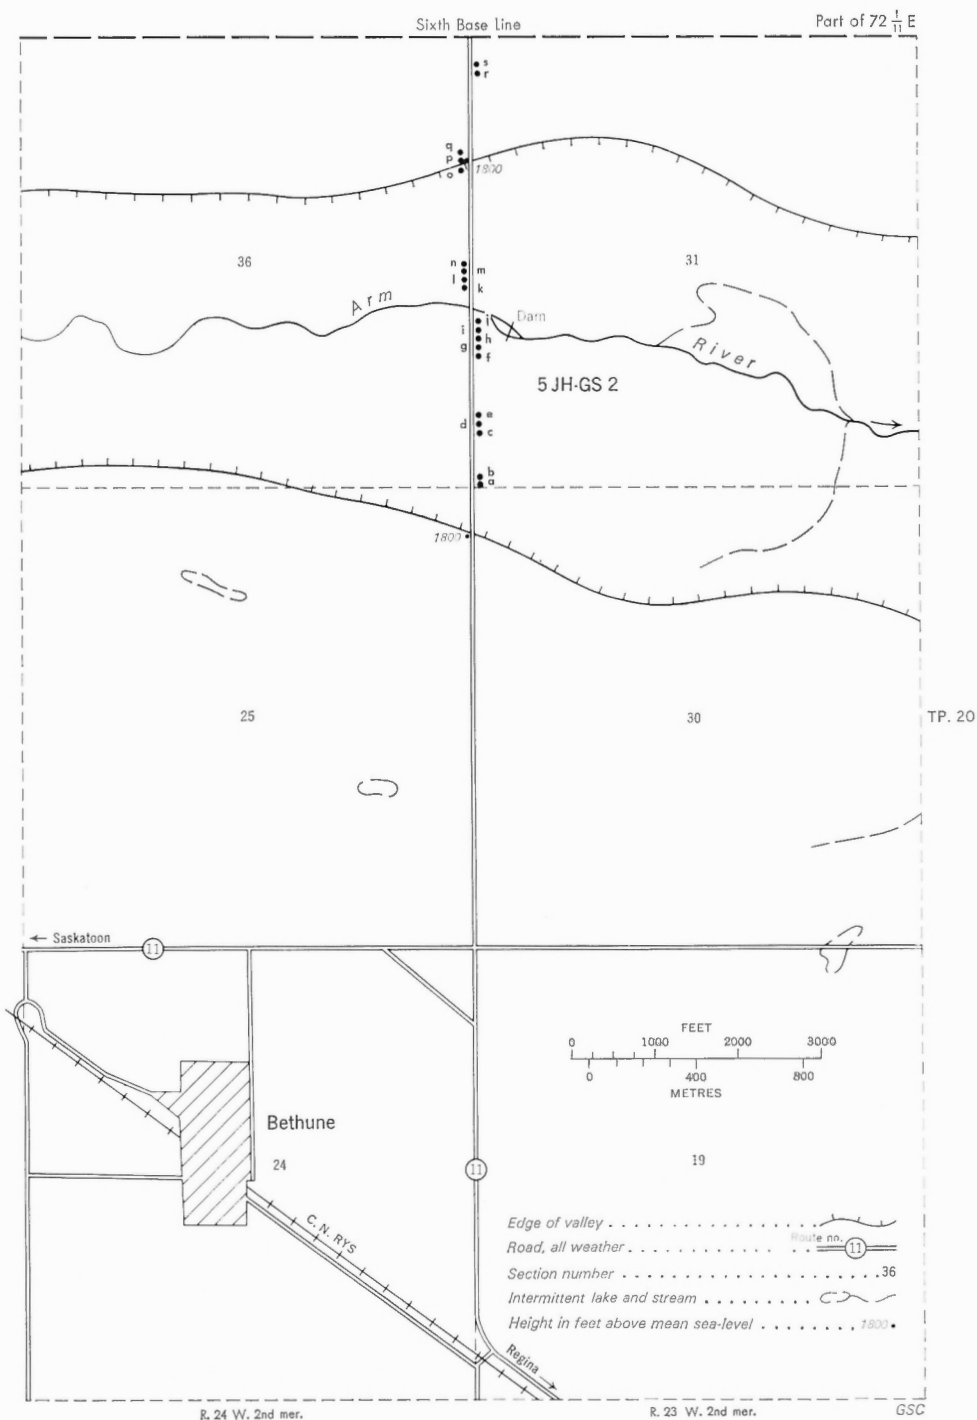 Sixth Base Line
Part of 72 1/11 E
s
r
q
p
o
1800
36
31
n
m
l
k
Arm
j
Dam
i
h
g
f
River
5 JH-GS 2
e
d
c
b
a
1800
25
30
TP. 20
← Saskatoon
11
FEET
0 1000 2000 3000
0 400 800
METRES
Bethune
24
11
19
C. N. RYS
Regina →
Edge of valley
Road, all weather Route no. 11
Section number 36
Intermittent lake and stream
Height in feet above mean sea-level 1800
R. 24 W. 2nd mer.
R. 23 W. 2nd mer.
GSC